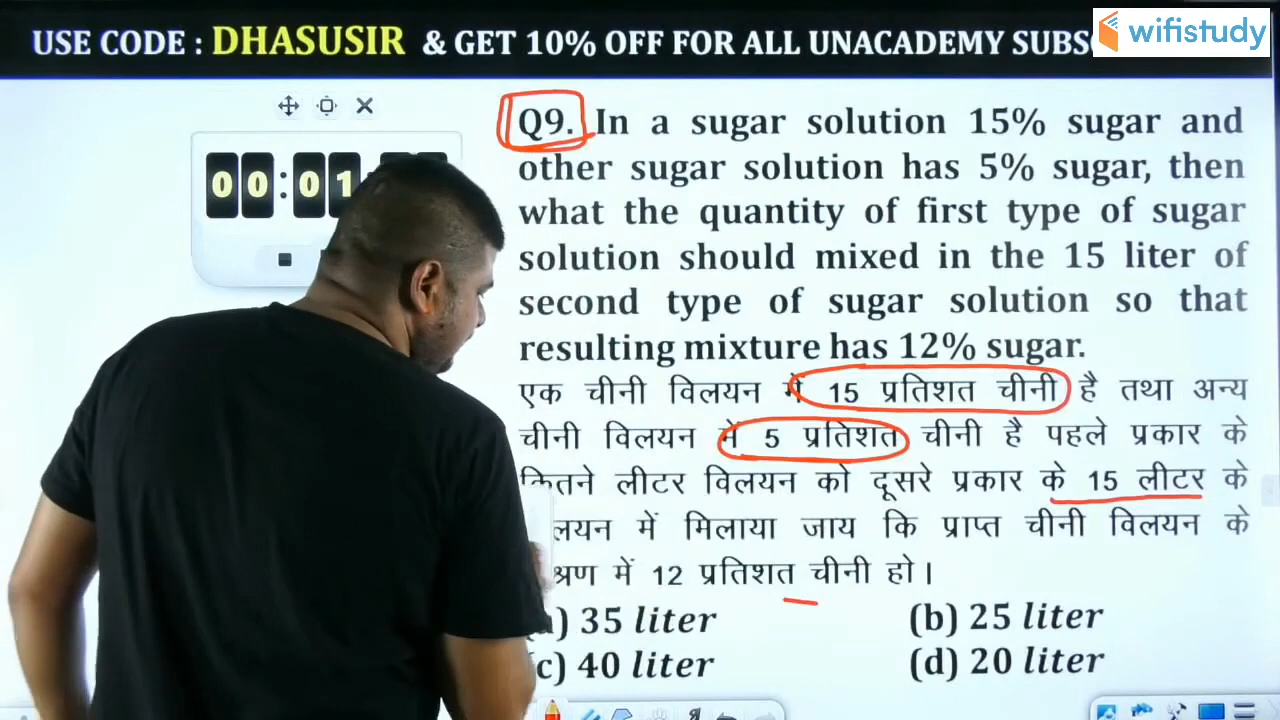 USE CODE : DHASUSIR & GET 10% OFF FOR ALL UNACADEMY
wifistudy
00:01
Q9. In a sugar solution 15% sugar and
other sugar solution has 5% sugar, then
what the quantity of first type of sugar
solution should mixed in the 15 liter of
second type of sugar solution so that
resulting mixture has 12% sugar.
एक चीनी विलयन में 15 प्रतिशत चीनी है तथा अन्य
चीनी विलयन में 5 प्रतिशत चीनी है पहले प्रकार के
कितने लीटर विलयन को दूसरे प्रकार के 15 लीटर के
में मिलाया जाय कि प्राप्त चीनी विलयन के
में 12 प्रतिशत चीनी हो।
35 liter (b) 25 liter
(c) 40 liter (d) 20 liter